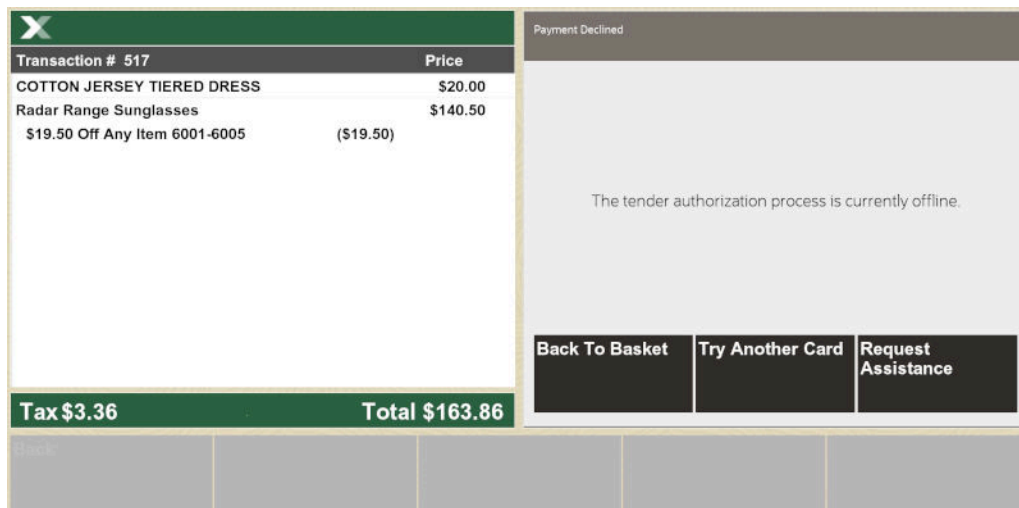 Transaction # 517 Price
COTTON JERSEY TIERED DRESS $20.00
Radar Range Sunglasses $140.50
$19.50 Off Any Item 6001-6005 ($19.50)
Tax $3.36 Total $163.86
Payment Declined
The tender authorization process is currently offline.
Back To Basket Try Another Card Request
Assistance
Back